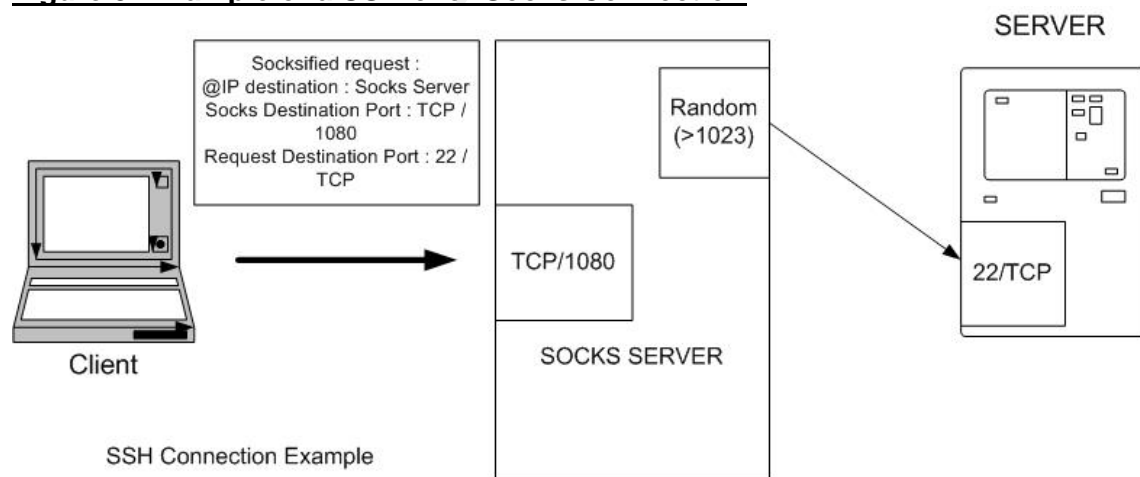 SERVER
Socksified request :
@IP destination : Socks Server
Socks Destination Port : TCP /
1080
Request Destination Port : 22 /
TCP
Random
(>1023)
TCP/1080
22/TCP
SOCKS SERVER
Client
SSH Connection Example